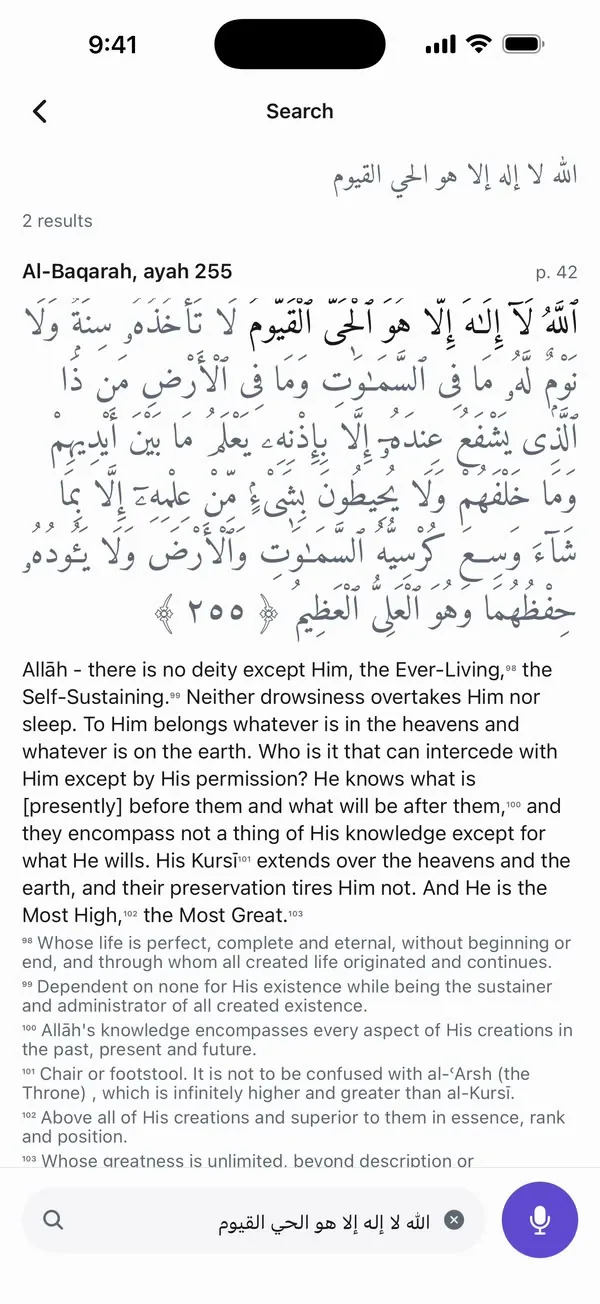 9:41
Search
الله لا إله إلا هو الحي القيوم
2 results
Al-Baqarah, ayah 255
p. 42
ٱللَّهُ لَآ إِلَـٰهَ إِلَّا هُوَ ٱلْحَىُّ ٱلْقَيُّومُ لَا تَأْخُذُهُۥ سِنَةٌ وَلَا
نَوْمٌ لَّهُۥ مَا فِى ٱلسَّمَـٰوَٰتِ وَمَا فِى ٱلْأَرْضِ مَن ذَا
ٱلَّذِى يَشْفَعُ عِندَهُۥٓ إِلَّا بِإِذْنِهِۦ يَعْلَمُ مَا بَيْنَ أَيْدِيهِمْ
وَمَا خَلْفَهُمْ وَلَا يُحِيطُونَ بِشَىْءٍ مِّنْ عِلْمِهِۦٓ إِلَّا بِمَا
شَآءَ وَسِعَ كُرْسِيُّهُ ٱلسَّمَـٰوَٰتِ وَٱلْأَرْضَ وَلَا يَـُٔودُهُۥ
حِفْظُهُمَا وَهُوَ ٱلْعَلِىُّ ٱلْعَظِيمُ ﴿٢٥٥﴾
Allāh - there is no deity except Him, the Ever-Living,⁹⁸ the
Self-Sustaining.⁹⁹ Neither drowsiness overtakes Him nor
sleep. To Him belongs whatever is in the heavens and
whatever is on the earth. Who is it that can intercede with
Him except by His permission? He knows what is
[presently] before them and what will be after them,¹⁰⁰ and
they encompass not a thing of His knowledge except for
what He wills. His Kursī¹⁰¹ extends over the heavens and the
earth, and their preservation tires Him not. And He is the
Most High,¹⁰² the Most Great.¹⁰³
⁹⁸ Whose life is perfect, complete and eternal, without beginning or
end, and through whom all created life originated and continues.
⁹⁹ Dependent on none for His existence while being the sustainer
and administrator of all created existence.
¹⁰⁰ Allāh's knowledge encompasses every aspect of His creations in
the past, present and future.
¹⁰¹ Chair or footstool. It is not to be confused with al-ʿArsh (the
Throne) , which is infinitely higher and greater than al-Kursī.
¹⁰² Above all of His creations and superior to them in essence, rank
and position.
¹⁰³ Whose greatness is unlimited, beyond description or
الله لا إله إلا هو الحي القيوم